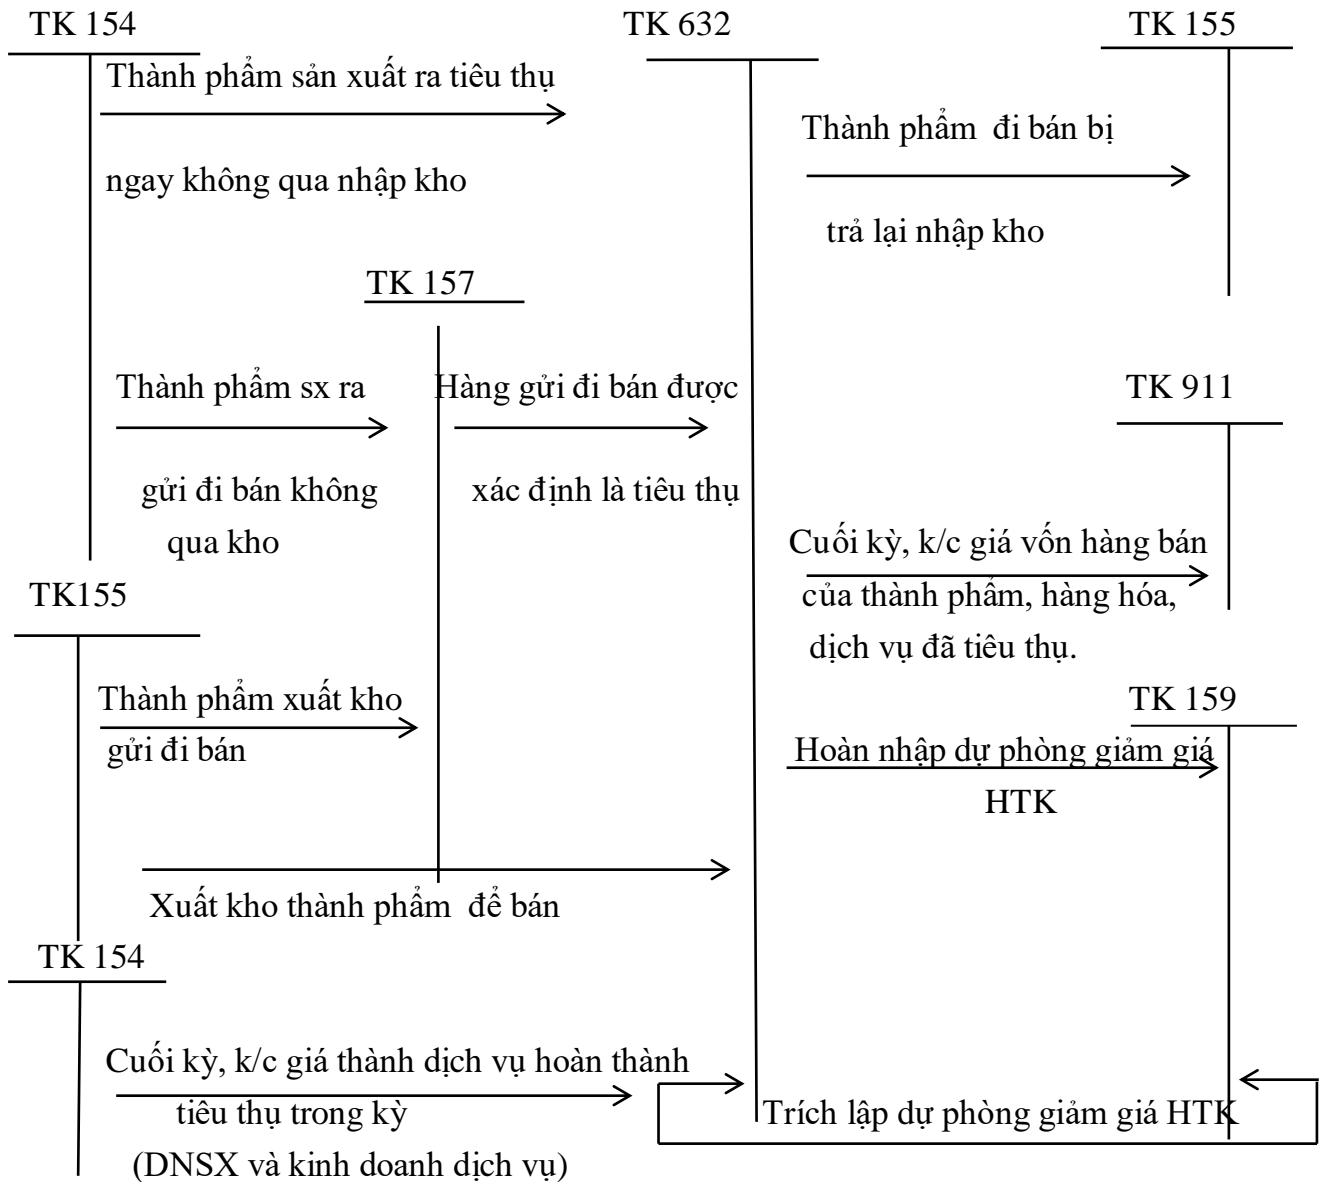 TK 154
TK 632
TK 155
Thành phẩm sản xuất ra tiêu thụ
ngay không qua nhập kho
Thành phẩm đi bán bị
trả lại nhập kho
TK 157
Thành phẩm sx ra
gửi đi bán không
qua kho
Hàng gửi đi bán được
xác định là tiêu thụ
TK 911
Cuối kỳ, k/c giá vốn hàng bán
của thành phẩm, hàng hóa,
dịch vụ đã tiêu thụ.
TK155
Thành phẩm xuất kho
gửi đi bán
TK 159
Hoàn nhập dự phòng giảm giá
HTK
Xuất kho thành phẩm để bán
TK 154
Cuối kỳ, k/c giá thành dịch vụ hoàn thành
tiêu thụ trong kỳ
(DNSX và kinh doanh dịch vụ)
Trích lập dự phòng giảm giá HTK